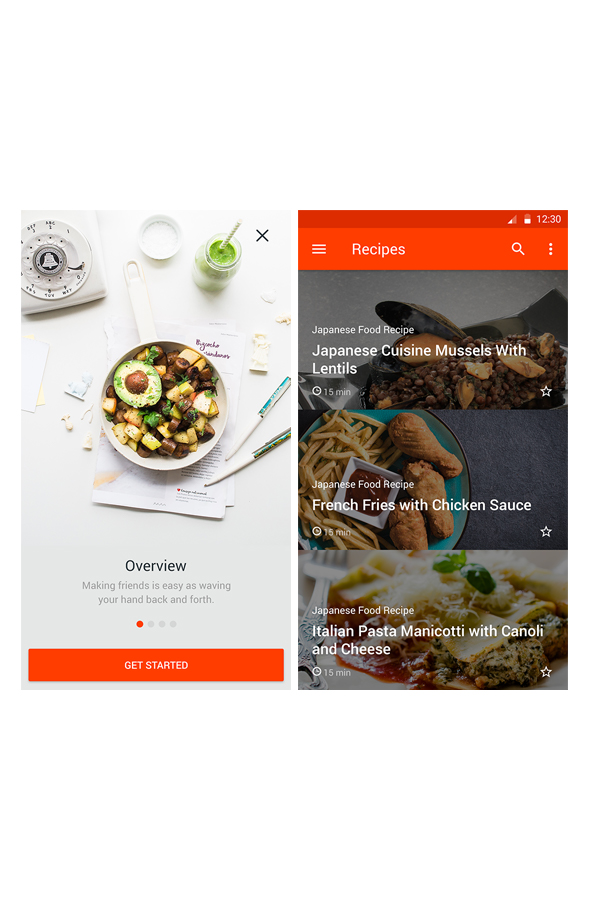 Overview
Making friends is easy as waving
your hand back and forth.
GET STARTED
12:30
Recipes
Japanese Food Recipe
Japanese Cuisine Mussels With
Lentils
15 min
Japanese Food Recipe
French Fries with Chicken Sauce
15 min
Japanese Food Recipe
Italian Pasta Manicotti with Canoli
and Cheese
15 min